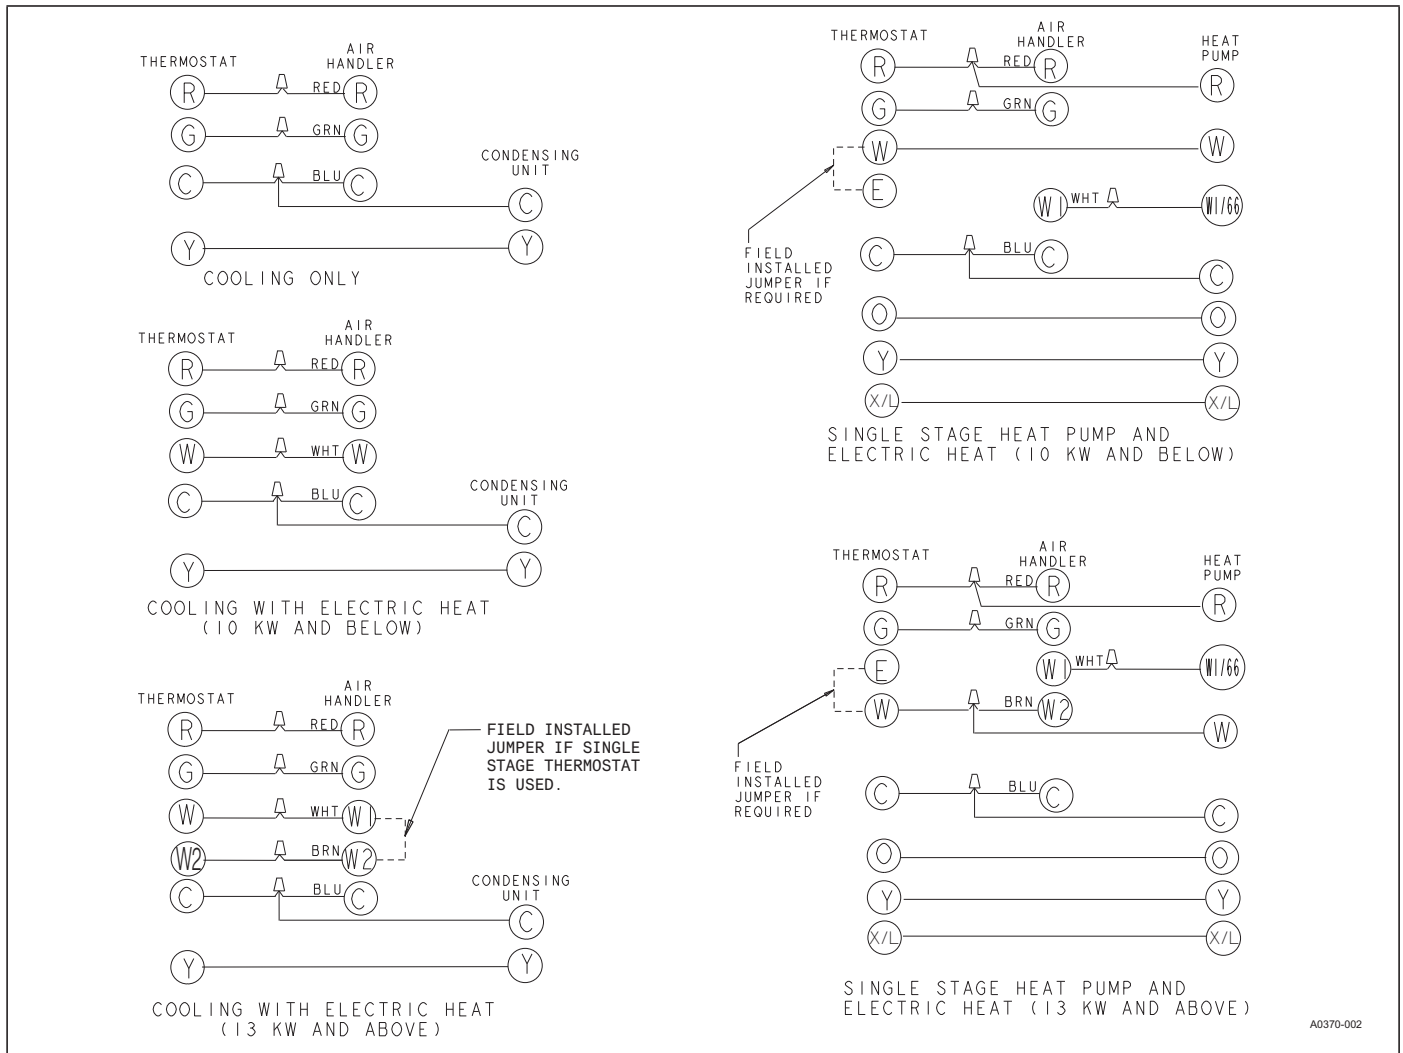 THERMOSTAT
AIR
HANDLER
R RED R
G GRN G
C BLU C
CONDENSING
UNIT
C
Y Y
COOLING ONLY
THERMOSTAT
AIR
HANDLER
R RED R
G GRN G
W WHT W
C BLU C
CONDENSING
UNIT
C
Y Y
COOLING WITH ELECTRIC HEAT
(10 KW AND BELOW)
THERMOSTAT
AIR
HANDLER
R RED R
G GRN G
W WHT W1
W2 BRN W2
C BLU C
FIELD INSTALLED
JUMPER IF SINGLE
STAGE THERMOSTAT
IS USED.
CONDENSING
UNIT
C
Y Y
COOLING WITH ELECTRIC HEAT
(13 KW AND ABOVE)
THERMOSTAT
AIR
HANDLER
HEAT
PUMP
R RED R
R
G GRN G
W W
E
W1 WHT W1/66
FIELD
INSTALLED
JUMPER IF
REQUIRED
C BLU C
C
O O
Y Y
X/L X/L
SINGLE STAGE HEAT PUMP AND
ELECTRIC HEAT (10 KW AND BELOW)
THERMOSTAT
AIR
HANDLER
HEAT
PUMP
R RED R
R
G GRN G
E W1 WHT W1/66
W BRN W2
W
FIELD
INSTALLED
JUMPER IF
REQUIRED
C BLU C
C
O O
Y Y
X/L X/L
SINGLE STAGE HEAT PUMP AND
ELECTRIC HEAT (13 KW AND ABOVE)
A0370-002